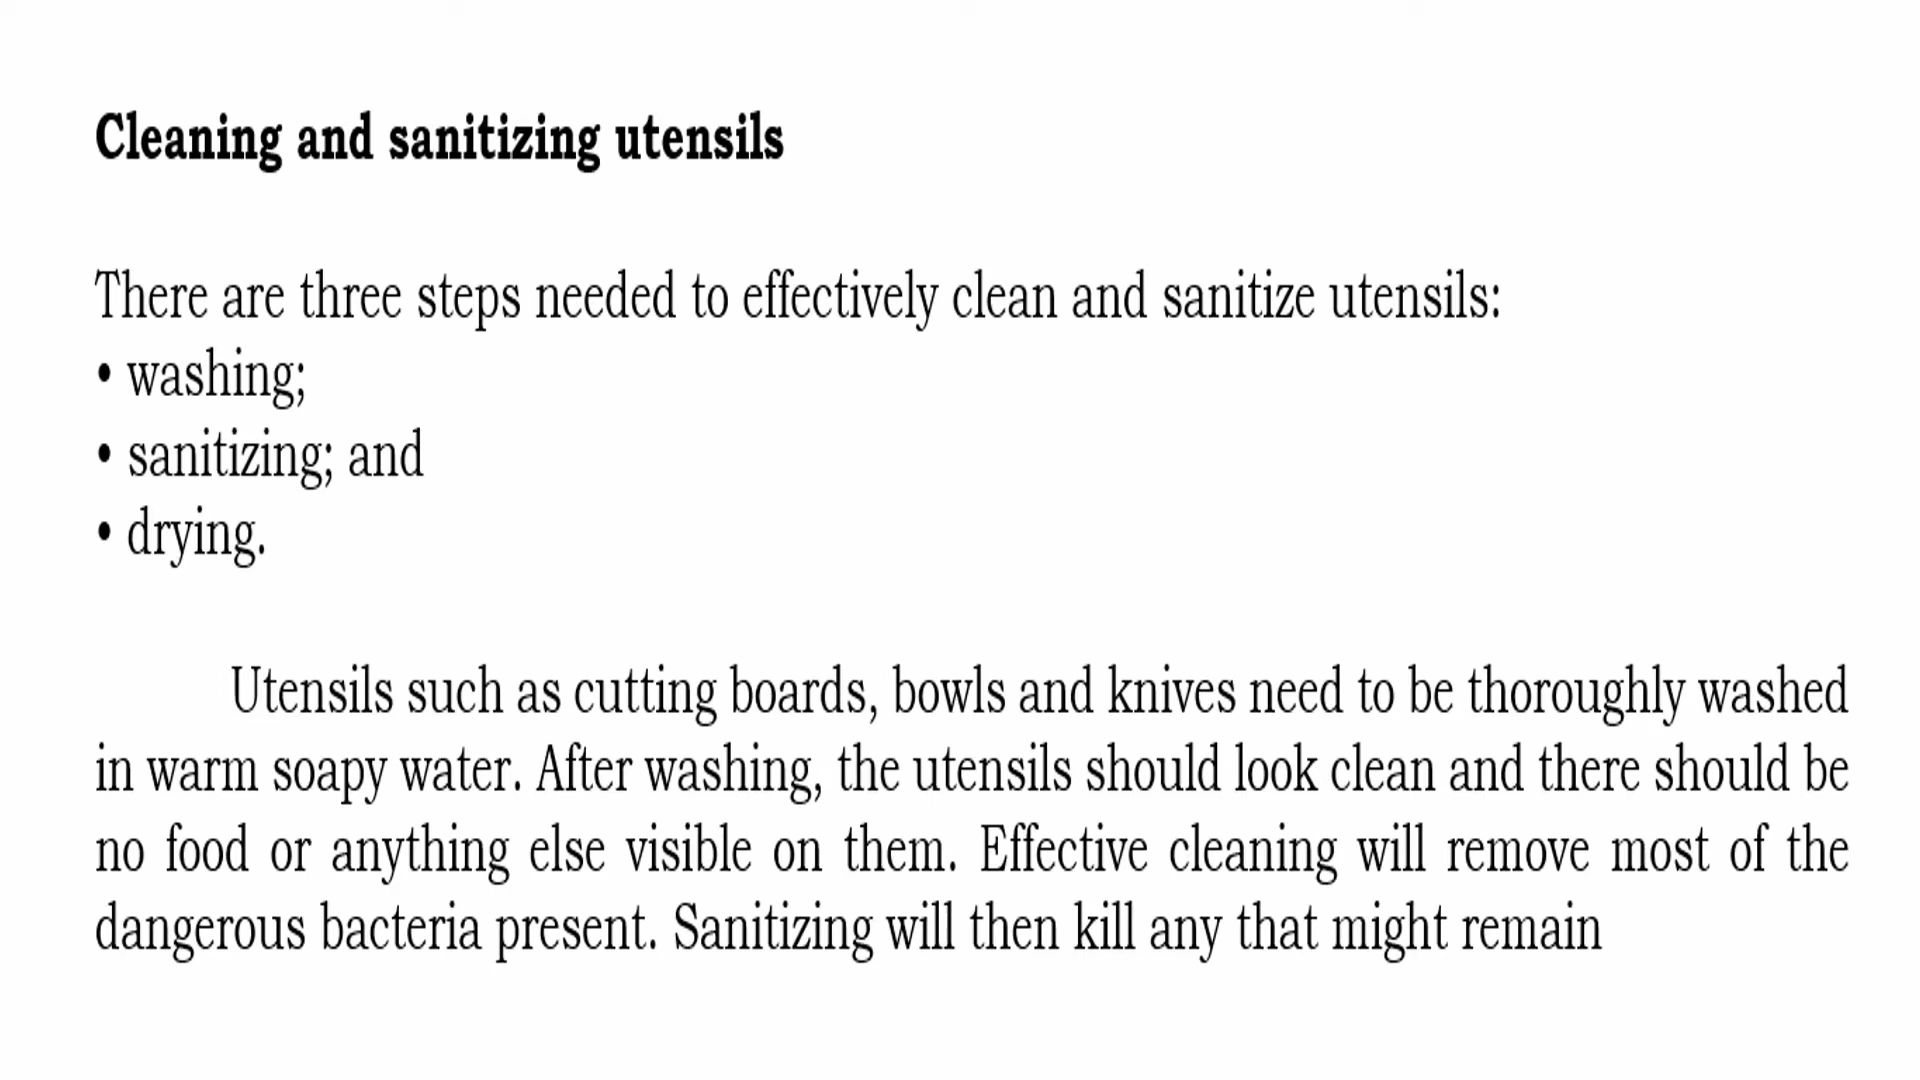 Cleaning and sanitizing utensils
There are three steps needed to effectively clean and sanitize utensils:
• washing;
• sanitizing; and
• drying.
Utensils such as cutting boards, bowls and knives need to be thoroughly washed
in warm soapy water. After washing, the utensils should look clean and there should be
no food or anything else visible on them. Effective cleaning will remove most of the
dangerous bacteria present. Sanitizing will then kill any that might remain